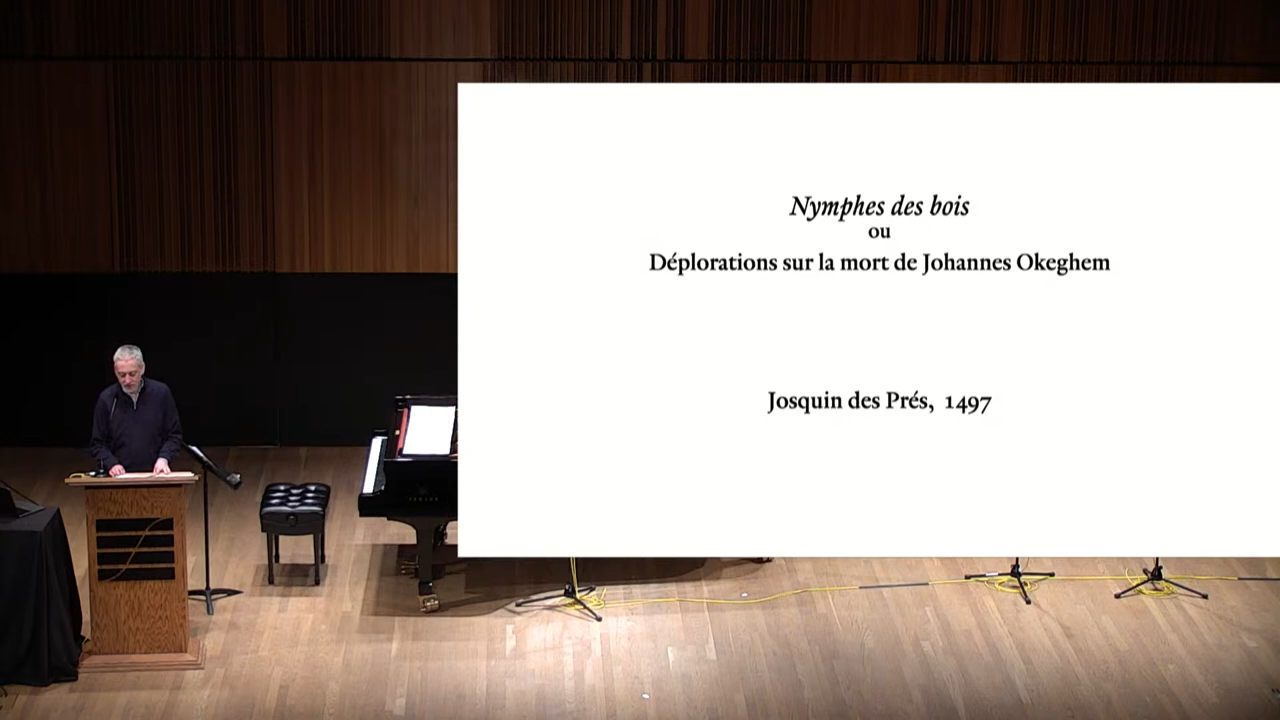 Nymphes des bois
ou
Déplorations sur la mort de Johannes Okeghem
Josquin des Prés, 1497